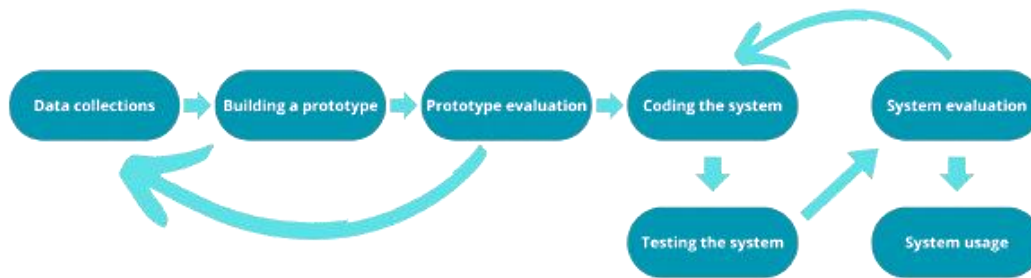 Data collections
Building a prototype
Prototype evaluation
Coding the system
System evaluation
Testing the system
System usage